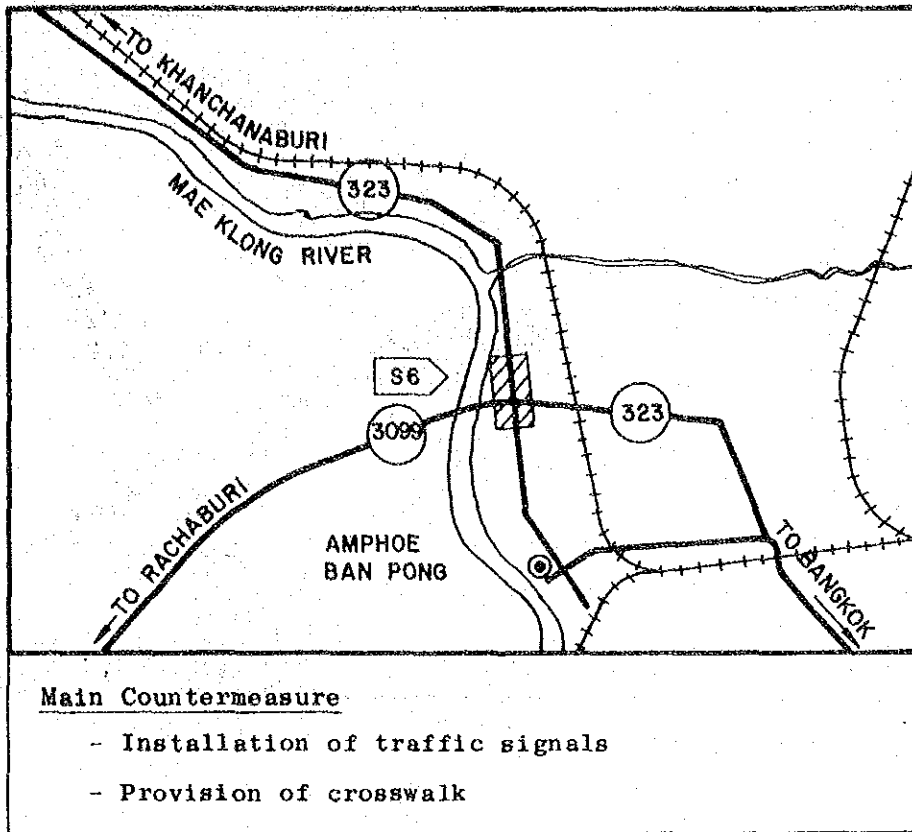 TO KHANCHANABURI
323
MAE KLONG RIVER
S6
3099
323
TO RACHABURI
AMPHOE
BAN PONG
TO BANGKOK
Main Countermeasure
- Installation of traffic signals
- Provision of crosswalk